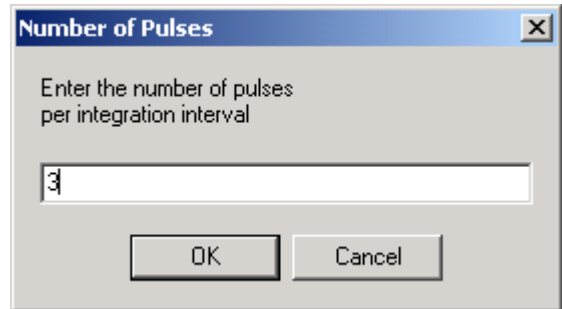 Number of Pulses
Enter the number of pulses
per integration interval
3
OK
Cancel